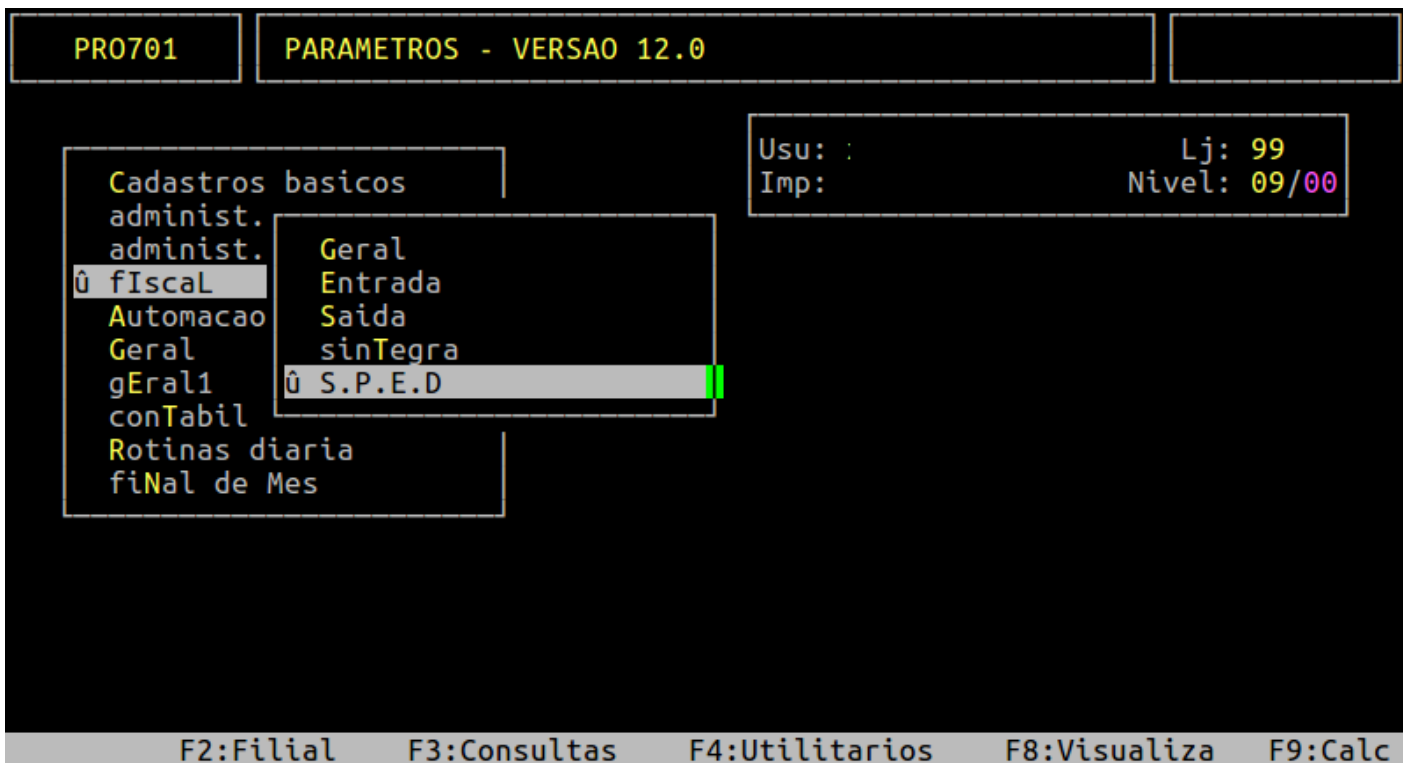 PRO701 PARAMETROS - VERSAO 12.0
Usu: : Lj: 99
Imp: Nivel: 09/00
Cadastros basicos
administ.
administ.
û fIscaL
Automacao
Geral
gEral1
conTabil
Rotinas diaria
fiNal de Mes
Geral
Entrada
Saida
sinTegra
û S.P.E.D
F2:Filial F3:Consultas F4:Utilitarios F8:Visualiza F9:Calc